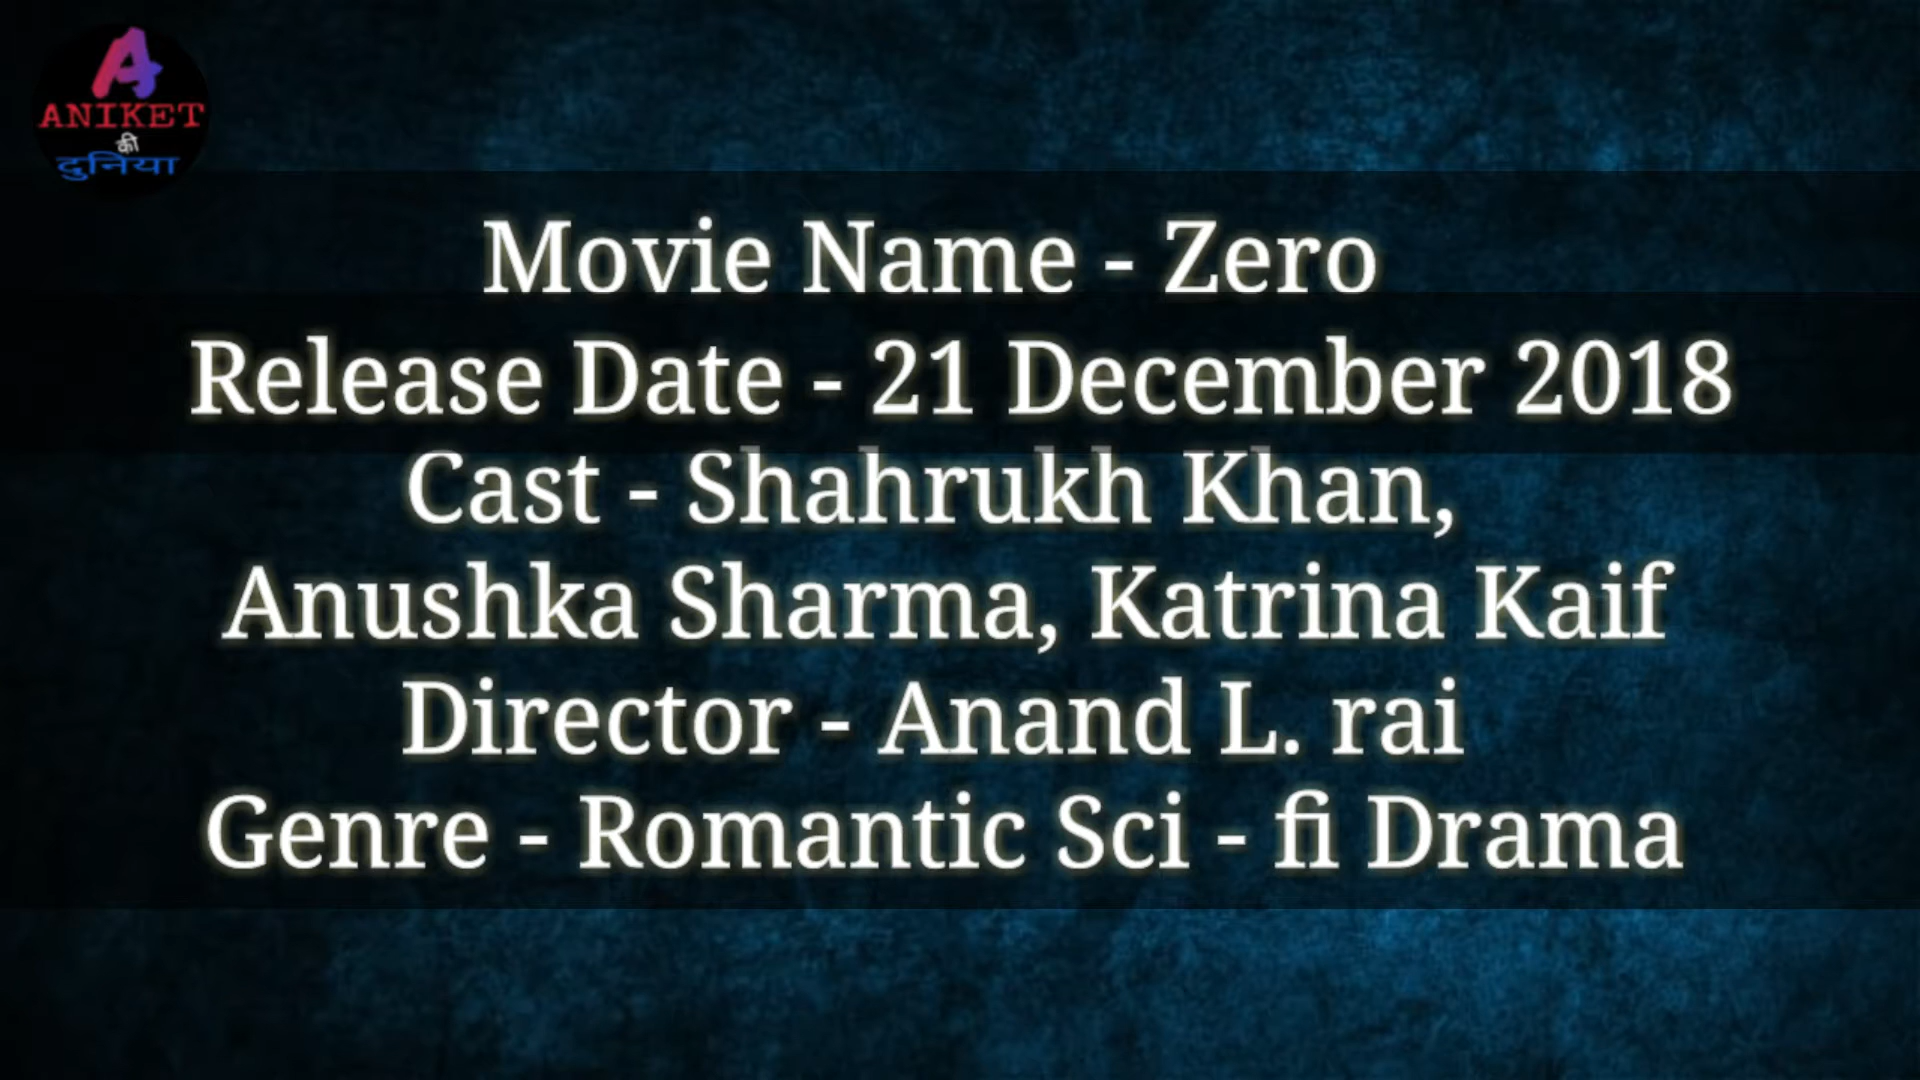 A
ANIKET
की
दुनिया
Movie Name - Zero
Release Date - 21 December 2018
Cast - Shahrukh Khan,
Anushka Sharma, Katrina Kaif
Director - Anand L. rai
Genre - Romantic Sci - fi Drama